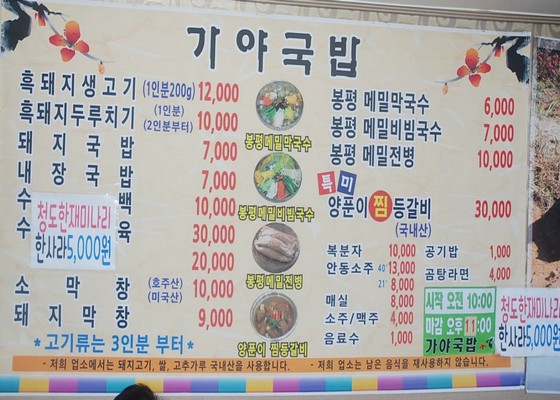 가야국밥
흑돼지생고기 (1인분200g) 12,000
흑돼지두루치기 (1인분) (2인분부터) 10,000
돼지국밥 7,000
내장국밥 7,000
수 백 10,000
수 육 30,000
20,000
소막창 (호주산) (미국산) 10,000
돼지막창 9,000
* 고기류는 3인분 부터 *
청도한재미나리
한사라5,000원
봉평메밀막국수
봉평메밀비빔국수
봉평메밀전병
양푼이 찜등갈비
봉평 메밀막국수 6,000
봉평 메밀비빔국수 7,000
봉평 메밀전병 10,000
특미
양푼이 찜 등갈비 30,000
(국내산)
복분자 10,000
안동소주 40˚ 13,000
21˚ 8,000
매실 8,000
소주/맥주 4,000
음료수 1,000
공기밥 1,000
곰탕라면 4,000
시작 오전 10:00
마감 오후 11:00
가야국밥
청도한재미나리
한사라5,000원
- 저희 업소에서는 돼지고기, 쌀, 고추가루 국내산을 사용합니다.
- 저희 업소는 남은 음식을 재사용하지 않습니다.